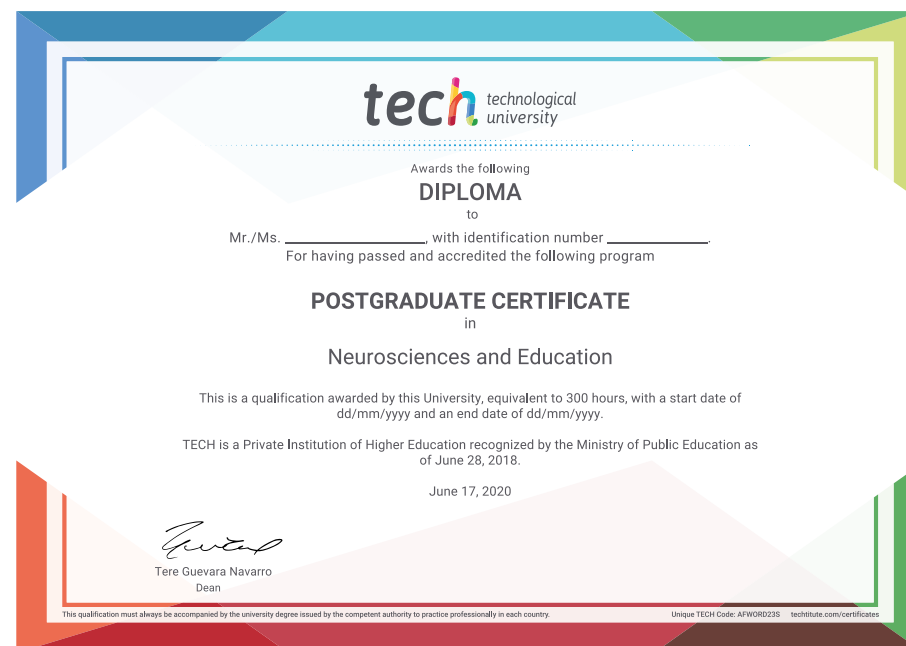 tech technological
university
Awards the following
DIPLOMA
to
Mr./Ms. ____________________, with identification number ______________.
For having passed and accredited the following program
POSTGRADUATE CERTIFICATE
in
Neurosciences and Education
This is a qualification awarded by this University, equivalent to 300 hours, with a start date of
dd/mm/yyyy and an end date of dd/mm/yyyy.
TECH is a Private Institution of Higher Education recognized by the Ministry of Public Education as
of June 28, 2018.
June 17, 2020
Tere Guevara Navarro
Dean
This qualification must always be accompanied by the university degree issued by the competent authority to practice professionally in each country. Unique TECH Code: AFWORD23S techtitute.com/certificates